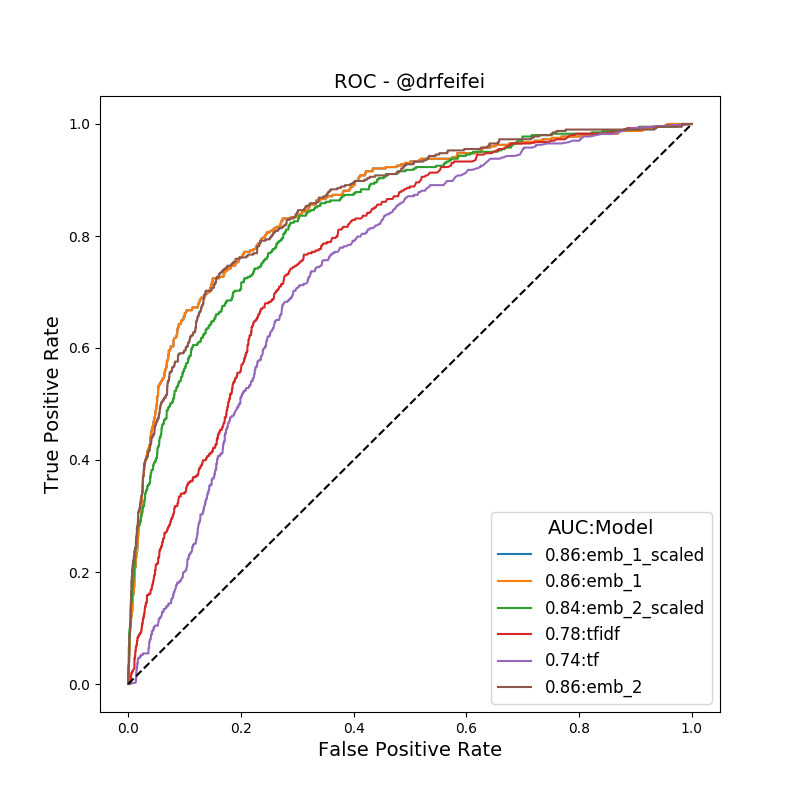 ROC - @drfeifei
True Positive Rate
1.0
0.8
0.6
0.4
0.2
0.0
AUC:Model
0.86:emb_1_scaled
0.86:emb_1
0.84:emb_2_scaled
0.78:tfidf
0.74:tf
0.86:emb_2
0.0 0.2 0.4 0.6 0.8 1.0
False Positive Rate